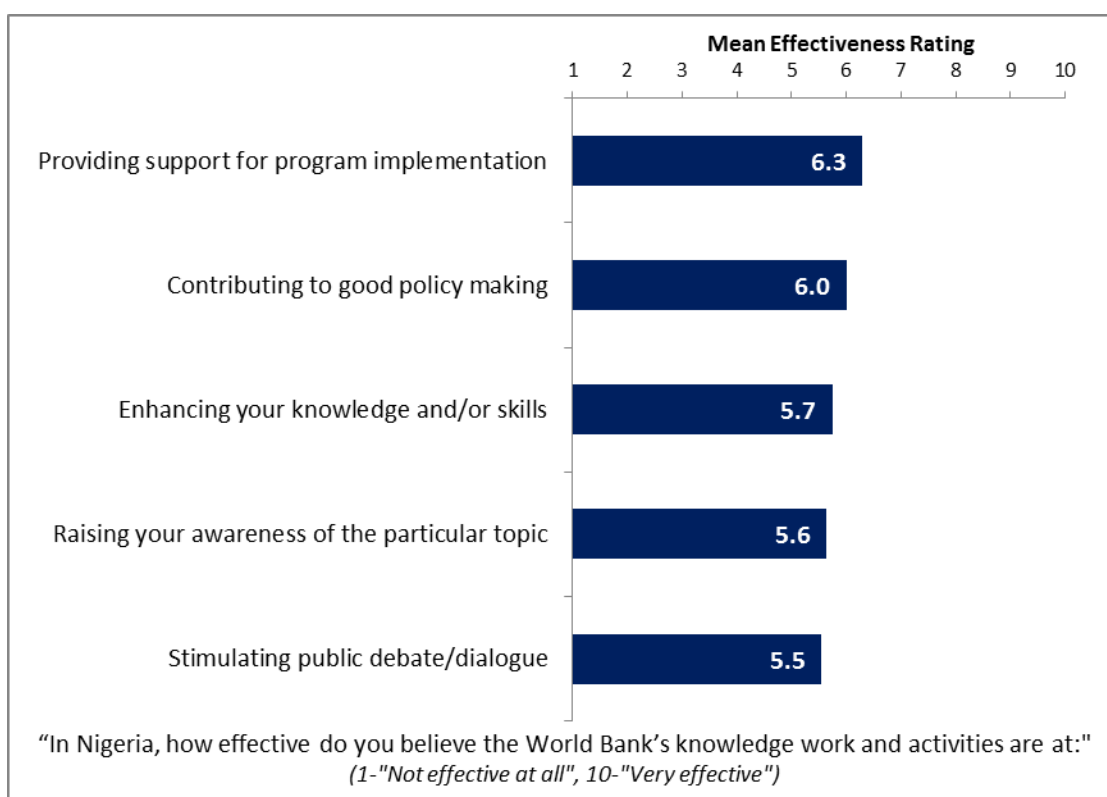 Mean Effectiveness Rating
1 2 3 4 5 6 7 8 9 10
Providing support for program implementation 6.3
Contributing to good policy making 6.0
Enhancing your knowledge and/or skills 5.7
Raising your awareness of the particular topic 5.6
Stimulating public debate/dialogue 5.5
“In Nigeria, how effective do you believe the World Bank’s knowledge work and activities are at:"
(1-"Not effective at all", 10-"Very effective")